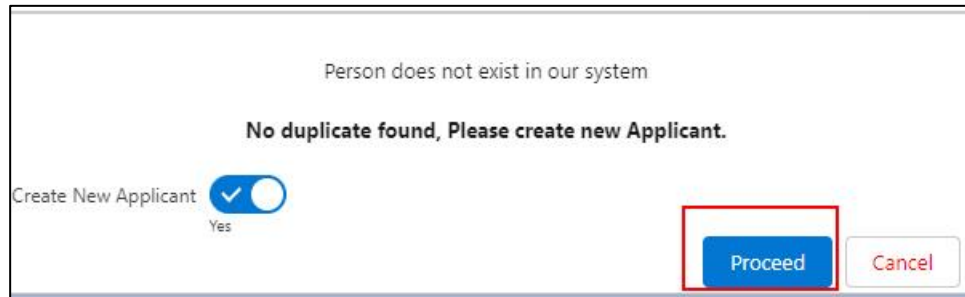 Person does not exist in our system
No duplicate found, Please create new Applicant.
Create New Applicant
Yes
Proceed Cancel